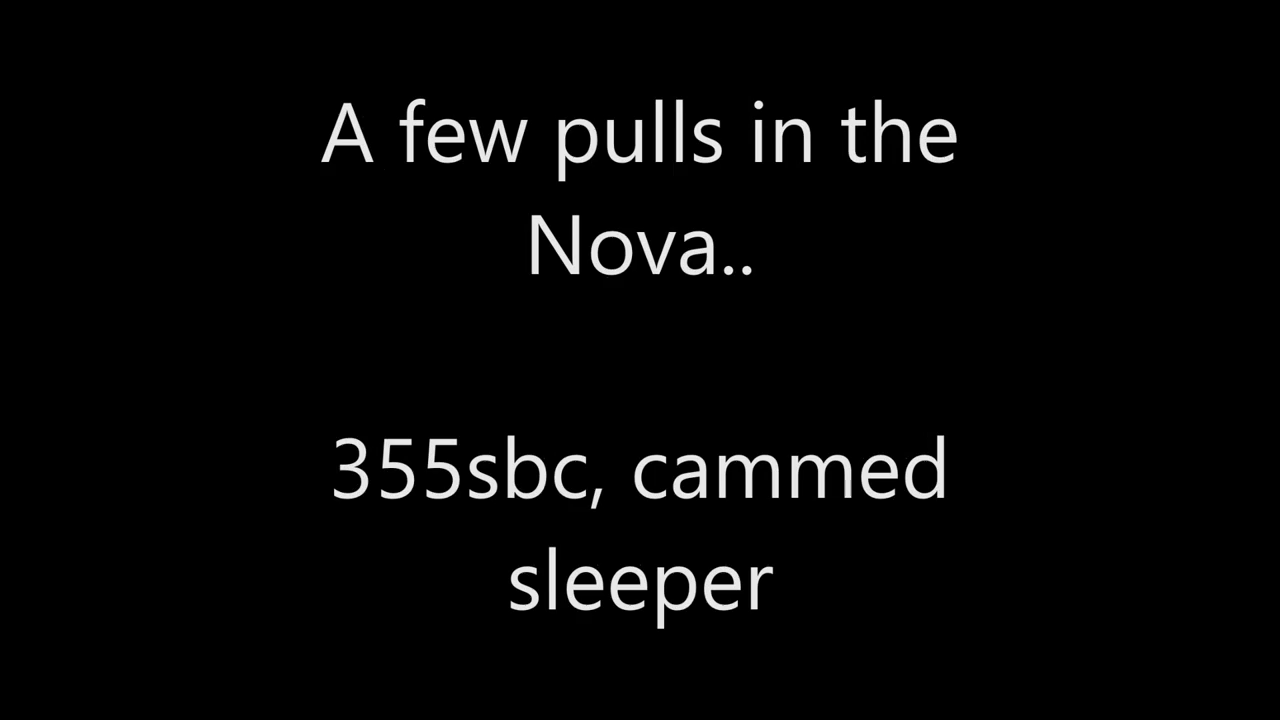 A few pulls in the
Nova..
355sbc, cammed
sleeper